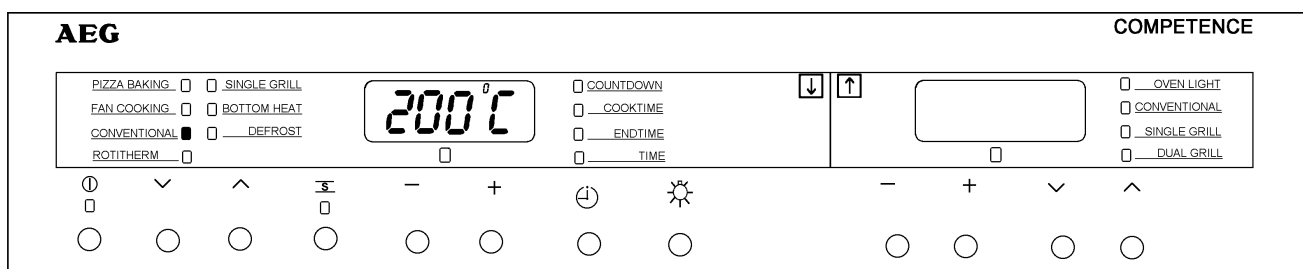 AEG
COMPETENCE
PIZZA BAKING
SINGLE GRILL
FAN COOKING
BOTTOM HEAT
CONVENTIONAL
DEFROST
ROTITHERM
200°C
COUNTDOWN
COOKTIME
ENDTIME
TIME
OVEN LIGHT
CONVENTIONAL
SINGLE GRILL
DUAL GRILL
S